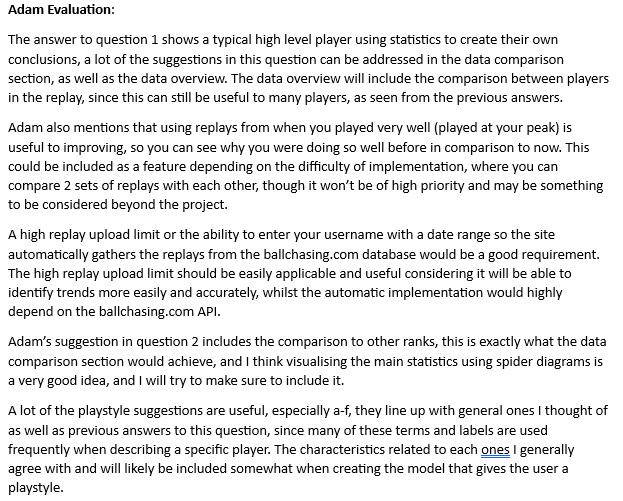 Adam Evaluation:
The answer to question 1 shows a typical high level player using statistics to create their own
conclusions, a lot of the suggestions in this question can be addressed in the data comparison
section, as well as the data overview. The data overview will include the comparison between players
in the replay, since this can still be useful to many players, as seen from the previous answers.
Adam also mentions that using replays from when you played very well (played at your peak) is
useful to improving, so you can see why you were doing so well before in comparison to now. This
could be included as a feature depending on the difficulty of implementation, where you can
compare 2 sets of replays with each other, though it won't be of high priority and may be something
to be considered beyond the project.
A high replay upload limit or the ability to enter your username with a date range so the site
automatically gathers the replays from the ballchasing.com database would be a good requirement.
The high replay upload limit should be easily applicable and useful considering it will be able to
identify trends more easily and accurately, whilst the automatic implementation would highly
depend on the ballchasing.com API.
Adam's suggestion in question 2 includes the comparison to other ranks, this is exactly what the data
comparison section would achieve, and I think visualising the main statistics using spider diagrams is
a very good idea, and I will try to make sure to include it.
A lot of the playstyle suggestions are useful, especially a-f, they line up with general ones I thought of
as well as previous answers to this question, since many of these terms and labels are used
frequently when describing a specific player. The characteristics related to each ones I generally
agree with and will likely be included somewhat when creating the model that gives the user a
playstyle.